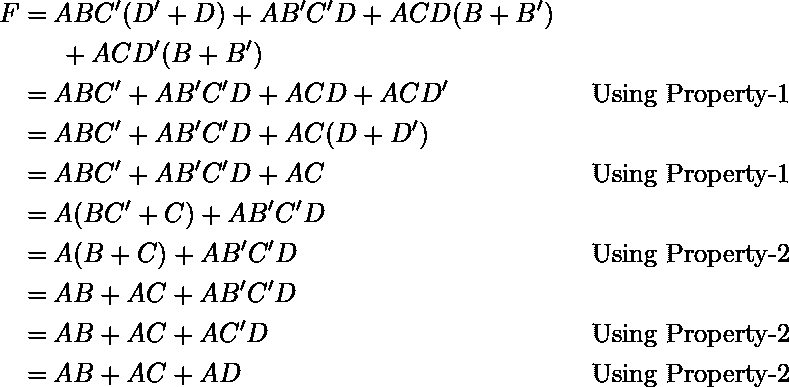 F = ABC′(D′ + D) + AB′C′D + ACD(B + B′)
+ ACD′(B + B′)
= ABC′ + AB′C′D + ACD + ACD′ Using Property-1
= ABC′ + AB′C′D + AC(D + D′)
= ABC′ + AB′C′D + AC Using Property-1
= A(BC′ + C) + AB′C′D
= A(B + C) + AB′C′D Using Property-2
= AB + AC + AB′C′D
= AB + AC + AC′D Using Property-2
= AB + AC + AD Using Property-2